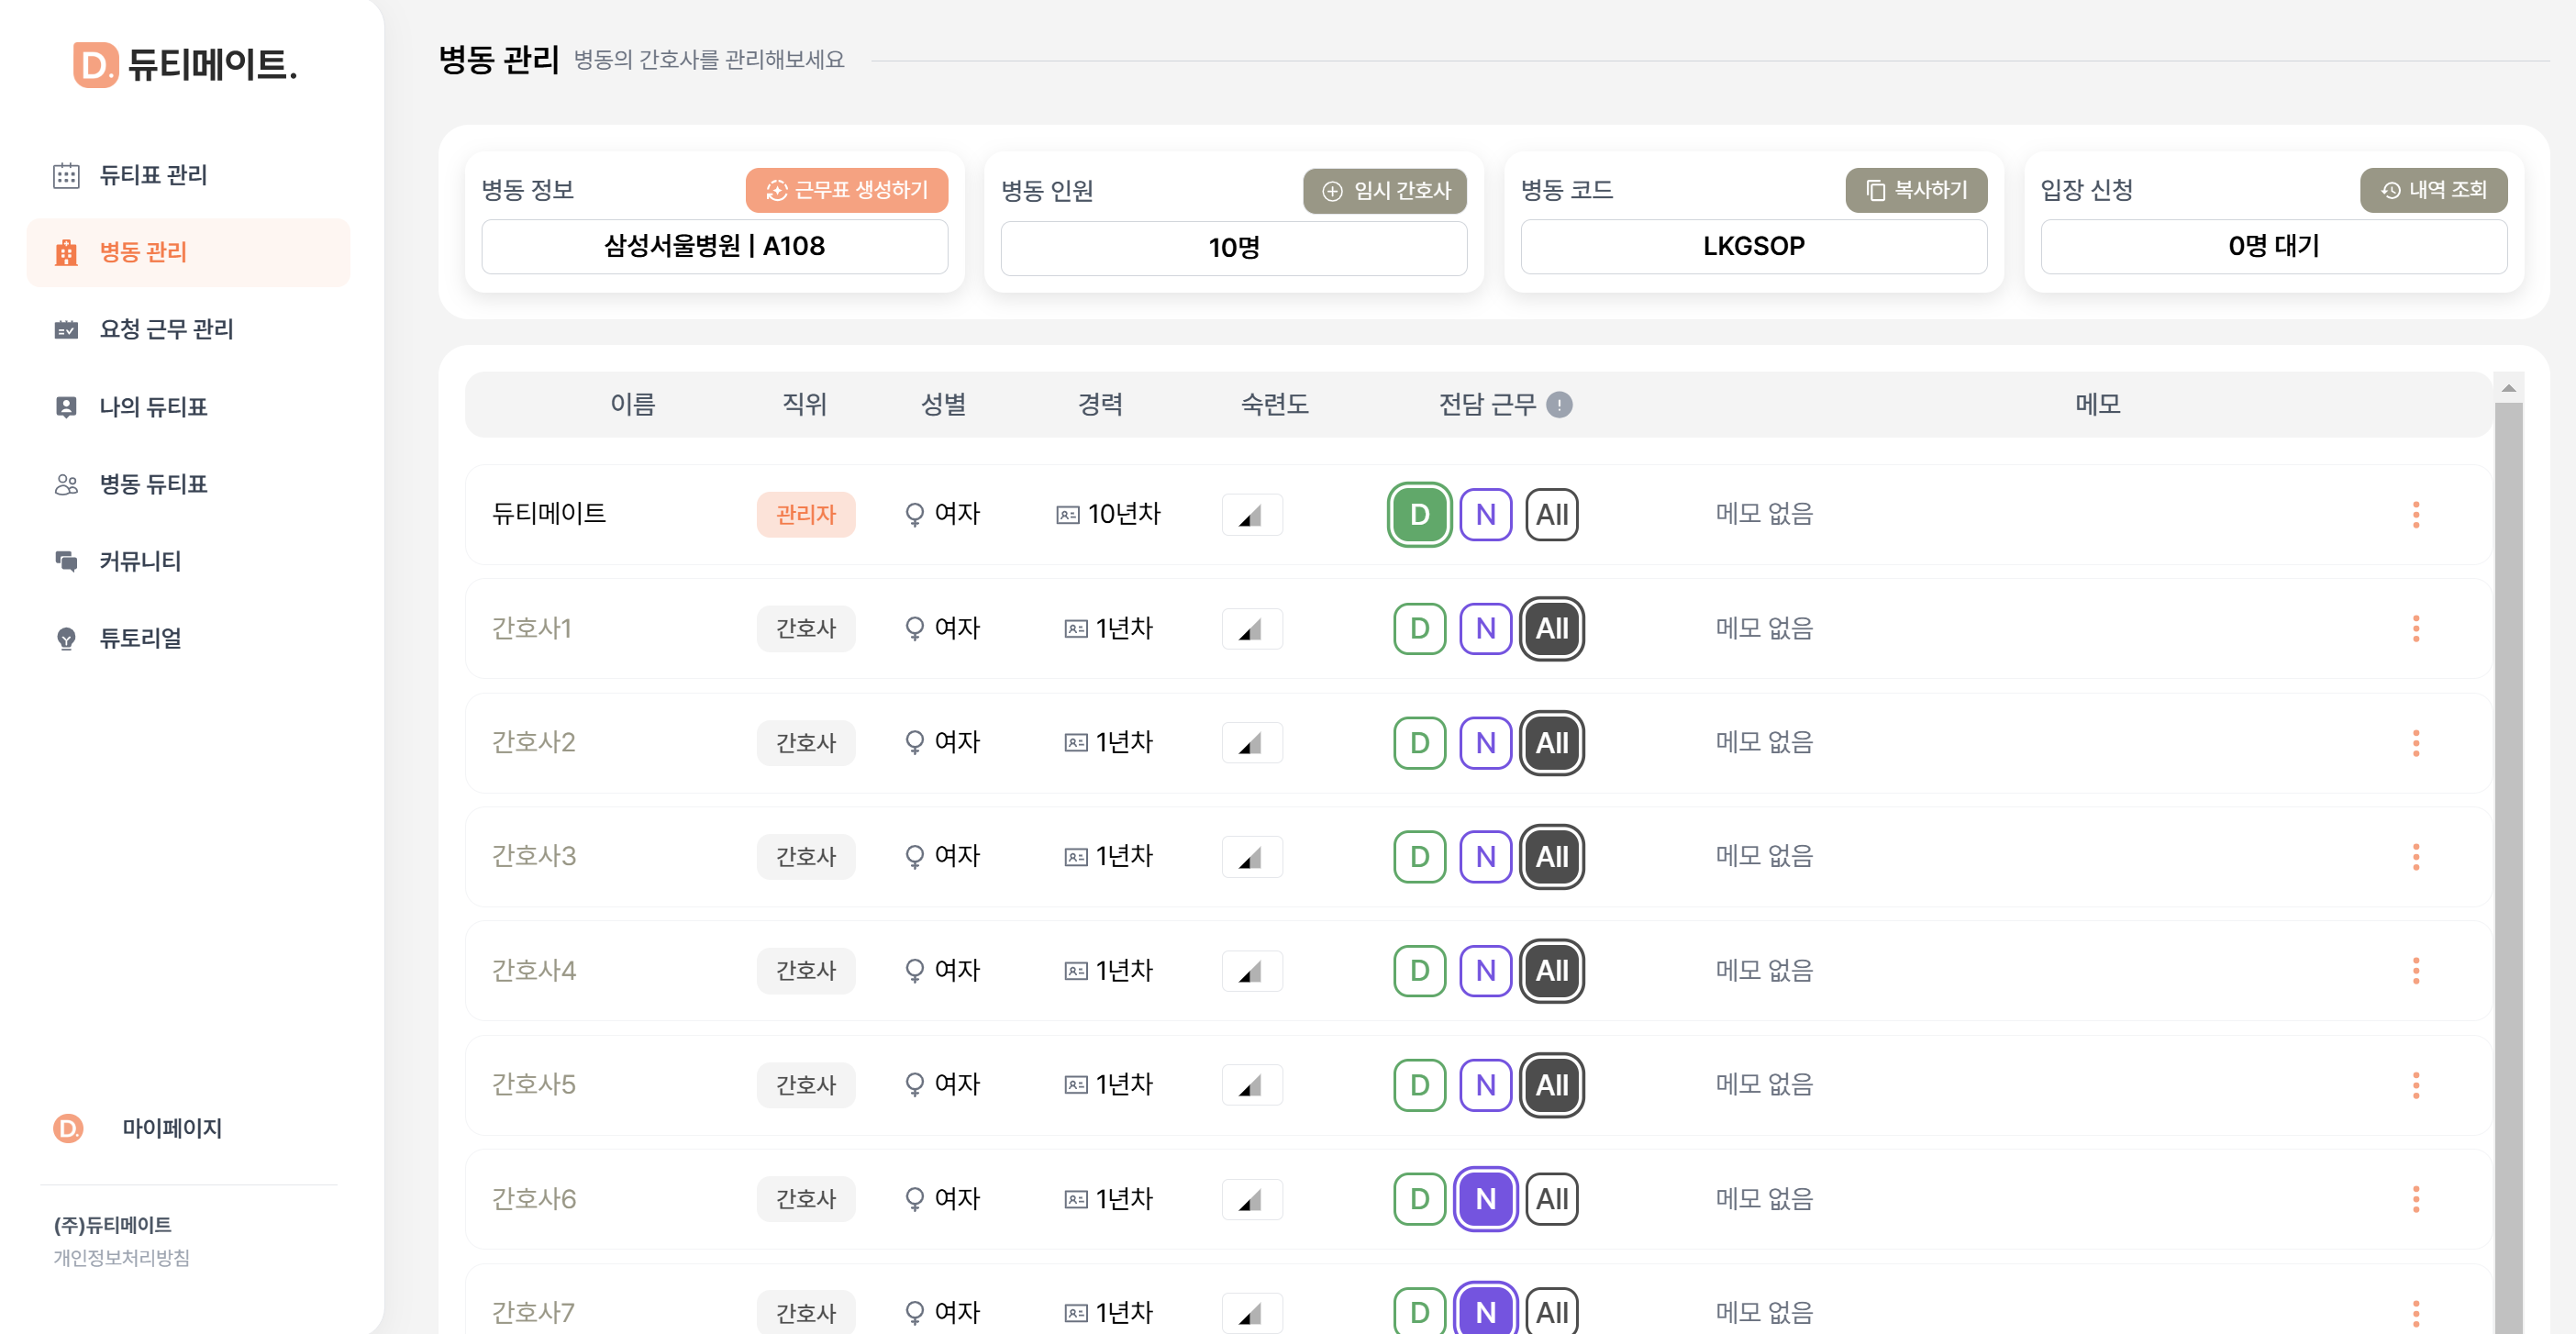 D. 듀티메이트.
듀티표 관리
병동 관리
요청 근무 관리
나의 듀티표
병동 듀티표
커뮤니티
튜토리얼
D. 마이페이지
(주)듀티메이트
개인정보처리방침
병동 관리 병동의 간호사를 관리해보세요
병동 정보 근무표 생성하기
삼성서울병원 | A108
병동 인원 임시 간호사
10명
병동 코드 복사하기
LKGSOP
입장 신청 내역 조회
0명 대기
이름 직위 성별 경력 숙련도 전담 근무 ! 메모
듀티메이트 관리자 여자 10년차 D N All 메모 없음
간호사1 간호사 여자 1년차 D N All 메모 없음
간호사2 간호사 여자 1년차 D N All 메모 없음
간호사3 간호사 여자 1년차 D N All 메모 없음
간호사4 간호사 여자 1년차 D N All 메모 없음
간호사5 간호사 여자 1년차 D N All 메모 없음
간호사6 간호사 여자 1년차 D N All 메모 없음
간호사7 간호사 여자 1년차 D N All 메모 없음